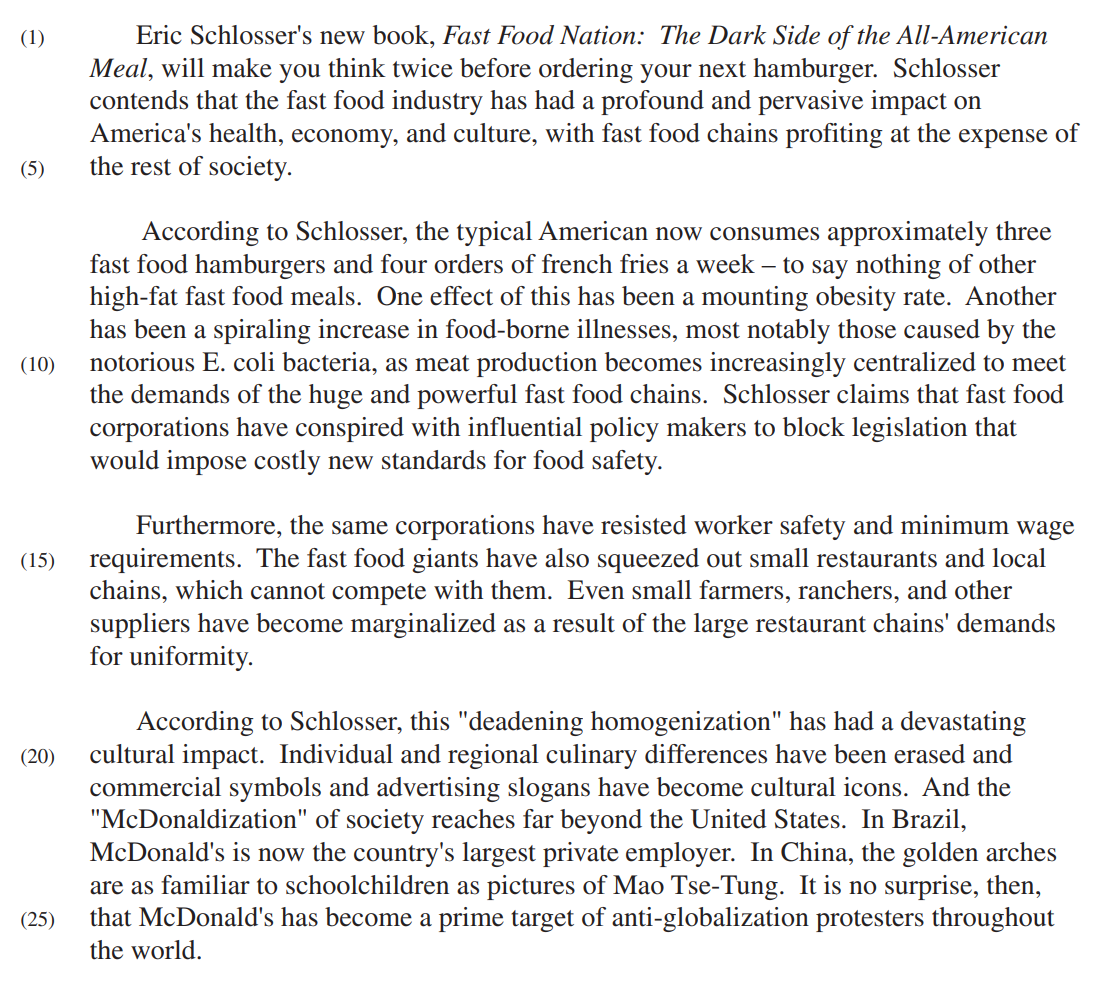 (1) Eric Schlosser's new book, Fast Food Nation: The Dark Side of the All-American
Meal, will make you think twice before ordering your next hamburger. Schlosser
contends that the fast food industry has had a profound and pervasive impact on
America's health, economy, and culture, with fast food chains profiting at the expense of
(5) the rest of society.
According to Schlosser, the typical American now consumes approximately three
fast food hamburgers and four orders of french fries a week – to say nothing of other
high-fat fast food meals. One effect of this has been a mounting obesity rate. Another
has been a spiraling increase in food-borne illnesses, most notably those caused by the
(10) notorious E. coli bacteria, as meat production becomes increasingly centralized to meet
the demands of the huge and powerful fast food chains. Schlosser claims that fast food
corporations have conspired with influential policy makers to block legislation that
would impose costly new standards for food safety.
Furthermore, the same corporations have resisted worker safety and minimum wage
(15) requirements. The fast food giants have also squeezed out small restaurants and local
chains, which cannot compete with them. Even small farmers, ranchers, and other
suppliers have become marginalized as a result of the large restaurant chains' demands
for uniformity.
According to Schlosser, this "deadening homogenization" has had a devastating
(20) cultural impact. Individual and regional culinary differences have been erased and
commercial symbols and advertising slogans have become cultural icons. And the
"McDonaldization" of society reaches far beyond the United States. In Brazil,
McDonald's is now the country's largest private employer. In China, the golden arches
are as familiar to schoolchildren as pictures of Mao Tse-Tung. It is no surprise, then,
(25) that McDonald's has become a prime target of anti-globalization protesters throughout
the world.